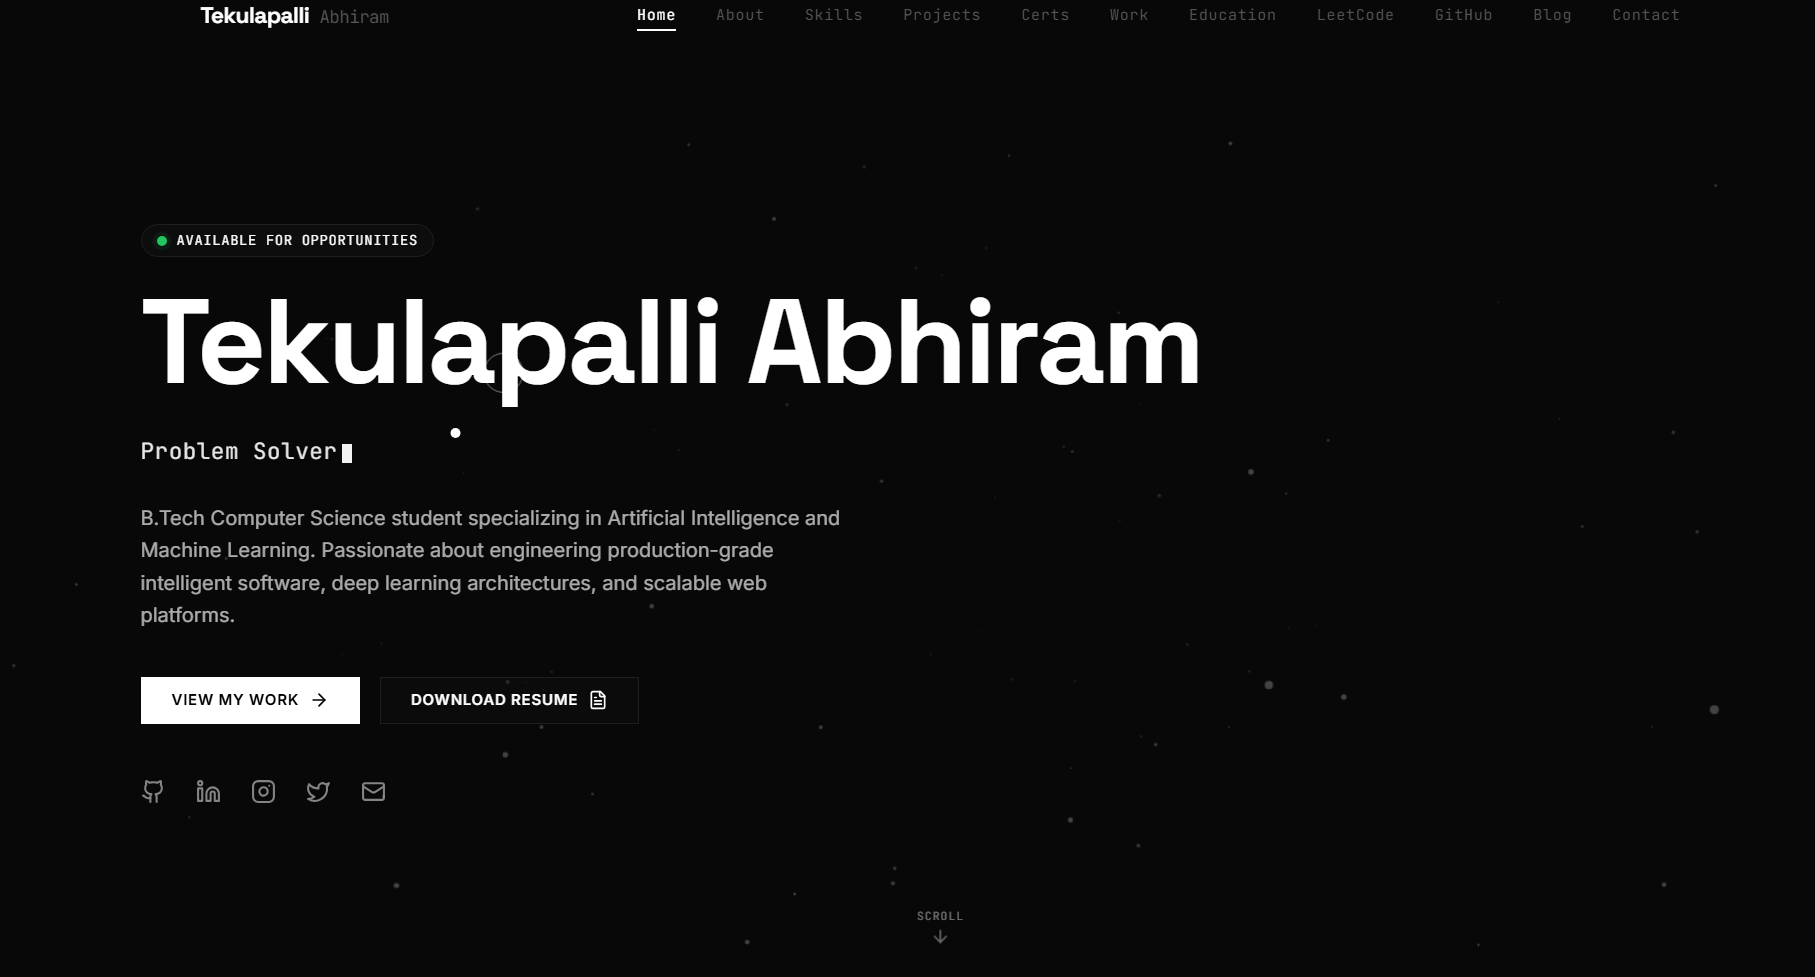 Tekulapalli Abhiram Home About Skills Projects Certs Work Education LeetCode GitHub Blog Contact
AVAILABLE FOR OPPORTUNITIES
Tekulapalli Abhiram
Problem Solver
B.Tech Computer Science student specializing in Artificial Intelligence and
Machine Learning. Passionate about engineering production-grade
intelligent software, deep learning architectures, and scalable web
platforms.
VIEW MY WORK DOWNLOAD RESUME
SCROLL